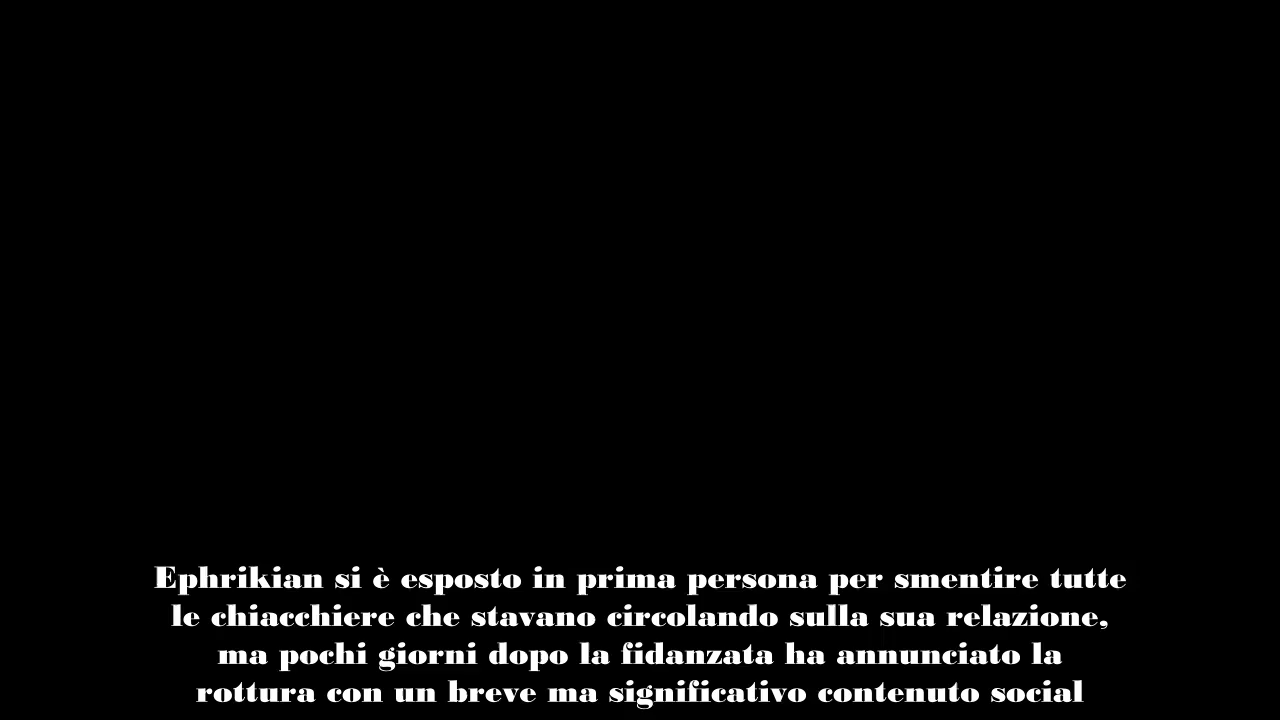 Ephrikian si è esposto in prima persona per smentire tutte
le chiacchiere che stavano circolando sulla sua relazione,
ma pochi giorni dopo la fidanzata ha annunciato la
rottura con un breve ma significativo contenuto social